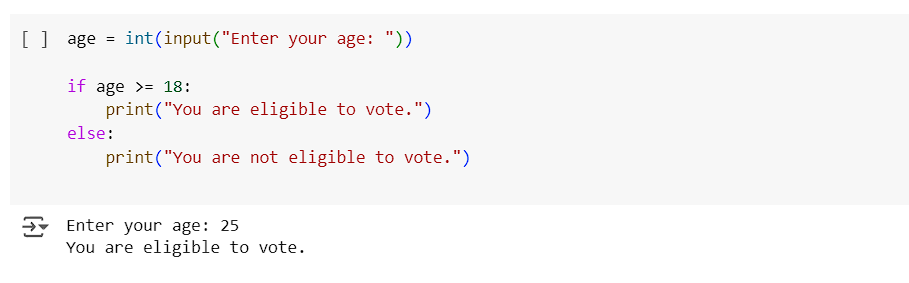 [ ] age = int(input("Enter your age: "))
if age >= 18:
    print("You are eligible to vote.")
else:
    print("You are not eligible to vote.")
Enter your age: 25
You are eligible to vote.